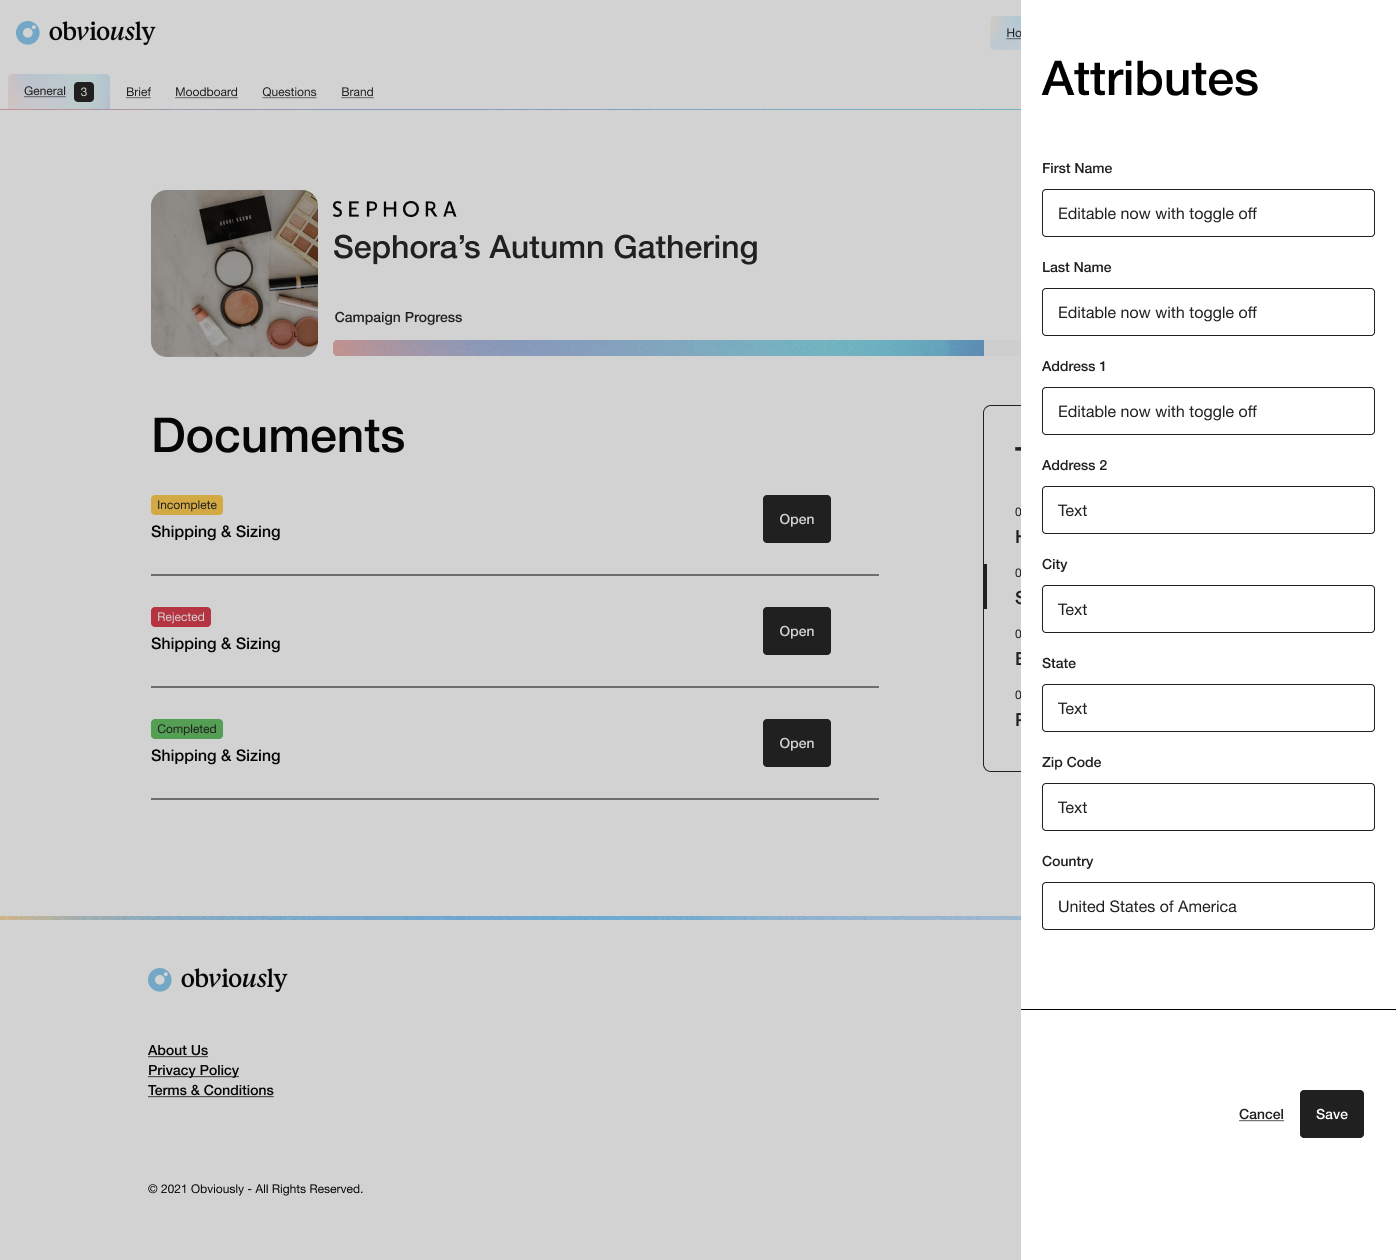 obviously
Ho
General 3
Brief
Moodboard
Questions
Brand
SEPHORA
Sephora’s Autumn Gathering
Campaign Progress
Documents
Incomplete
Shipping & Sizing
Open
Rejected
Shipping & Sizing
Open
Completed
Shipping & Sizing
Open
obviously
About Us
Privacy Policy
Terms & Conditions
© 2021 Obviously - All Rights Reserved.
Attributes
First Name
Editable now with toggle off
Last Name
Editable now with toggle off
Address 1
Editable now with toggle off
Address 2
Text
City
Text
State
Text
Zip Code
Text
Country
United States of America
Cancel
Save